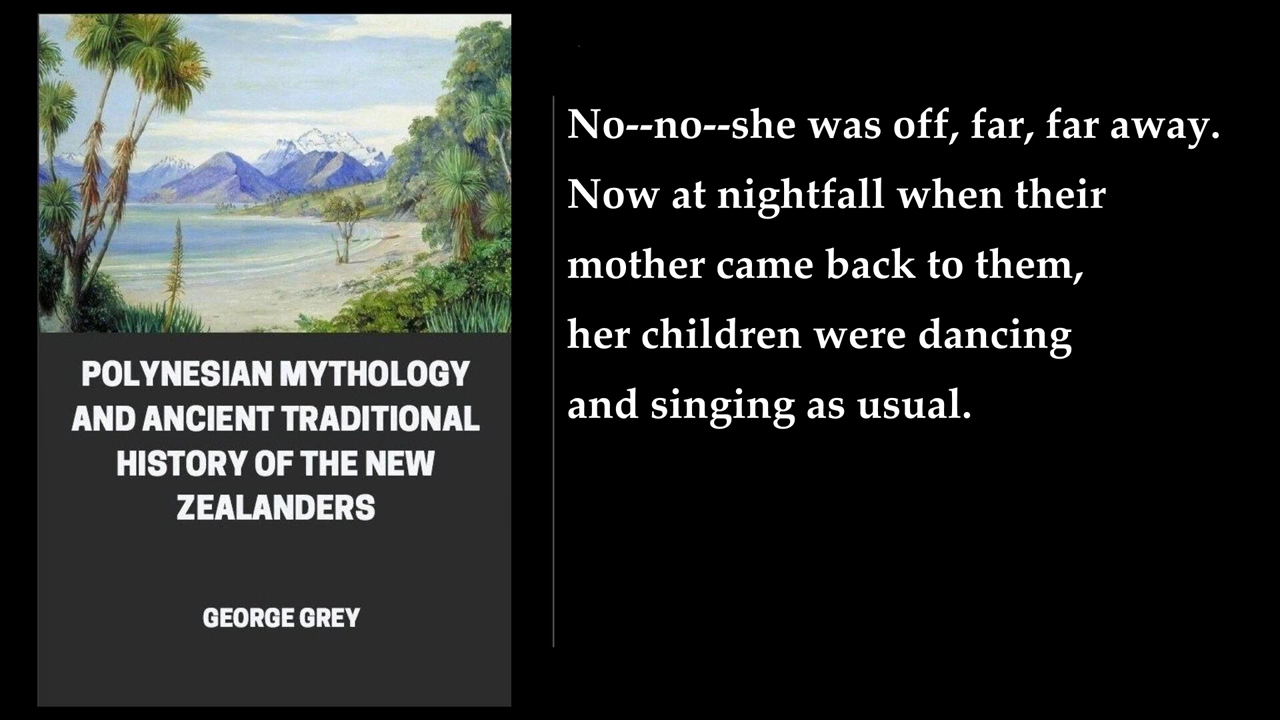 POLYNESIAN MYTHOLOGY
AND ANCIENT TRADITIONAL
HISTORY OF THE NEW
ZEALANDERS
GEORGE GREY
No--no--she was off, far, far away.
Now at nightfall when their
mother came back to them,
her children were dancing
and singing as usual.